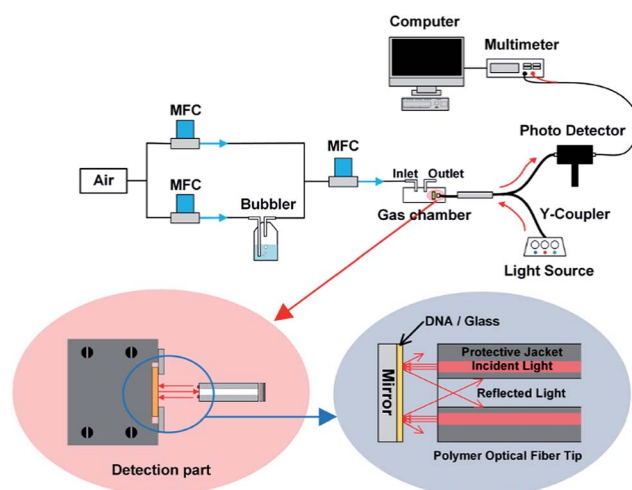 Computer
Multimeter
MFC
MFC
Photo Detector
Air
MFC
Inlet Outlet
Bubbler
Gas chamber
Y-Coupler
Light Source
DNA / Glass
Protective Jacket
Incident Light
Mirror
Reflected Light
Polymer Optical Fiber Tip
Detection part